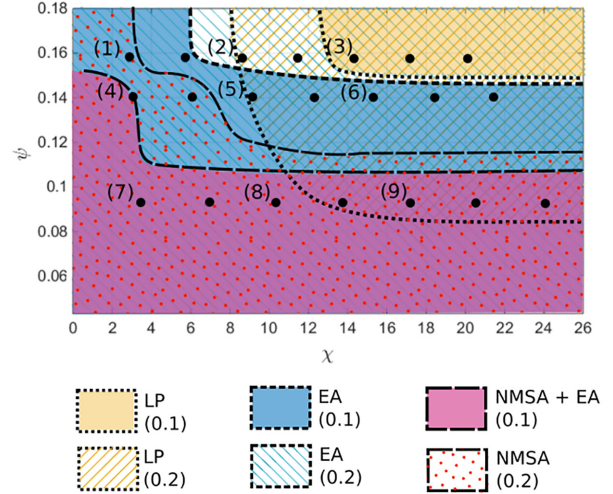 0.18
0.16
0.14
0.12
0.1
0.08
0.06
ψ
(1) (2) (3)
(4) (5) (6)
(7) (8) (9)
0 2 4 6 8 10 12 14 16 18 20 22 24 26
χ
LP (0.1)
EA (0.1)
NMSA + EA (0.1)
LP (0.2)
EA (0.2)
NMSA (0.2)